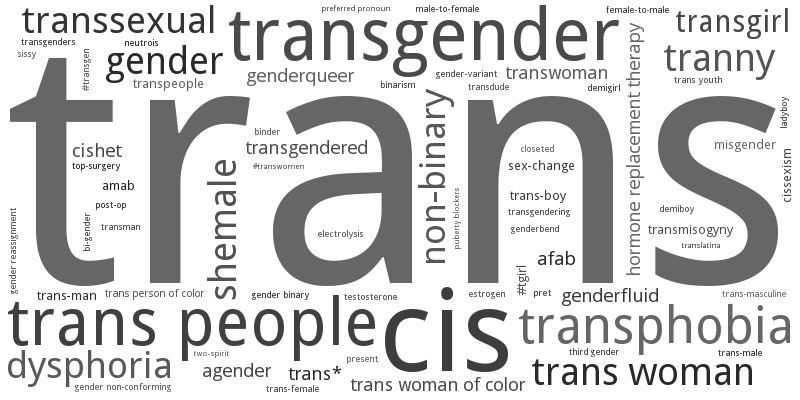 preferred pronoun
male-to-female
female-to-male
transsexual
transgender
transgirl
transgenders
neutrois
sissy
#transgen
gender
genderqueer
gender-variant
transwoman
tranny
transpeople
binarism
transdude
demigirl
trans youth
hormone replacement therapy
trans
ladyboy
binder
transgendered
#transwomen
non-binary
closeted
sex-change
misgender
cissexism
cishet
top-surgery
amab
post-op
transman
bi-gender
gender reassignment
shemale
electrolysis
puberty blockers
trans-boy
transgendering
genderbend
demiboy
transmisogyny
translatina
afab
#tgirl
trans-man
trans person of color
gender binary
testosterone
estrogen
pret
genderfluid
trans-masculine
trans people
cis
transphobia
two-spirit
present
third gender
trans-male
dysphoria
agender
trans*
trans woman
gender non-conforming
trans-female
trans woman of color